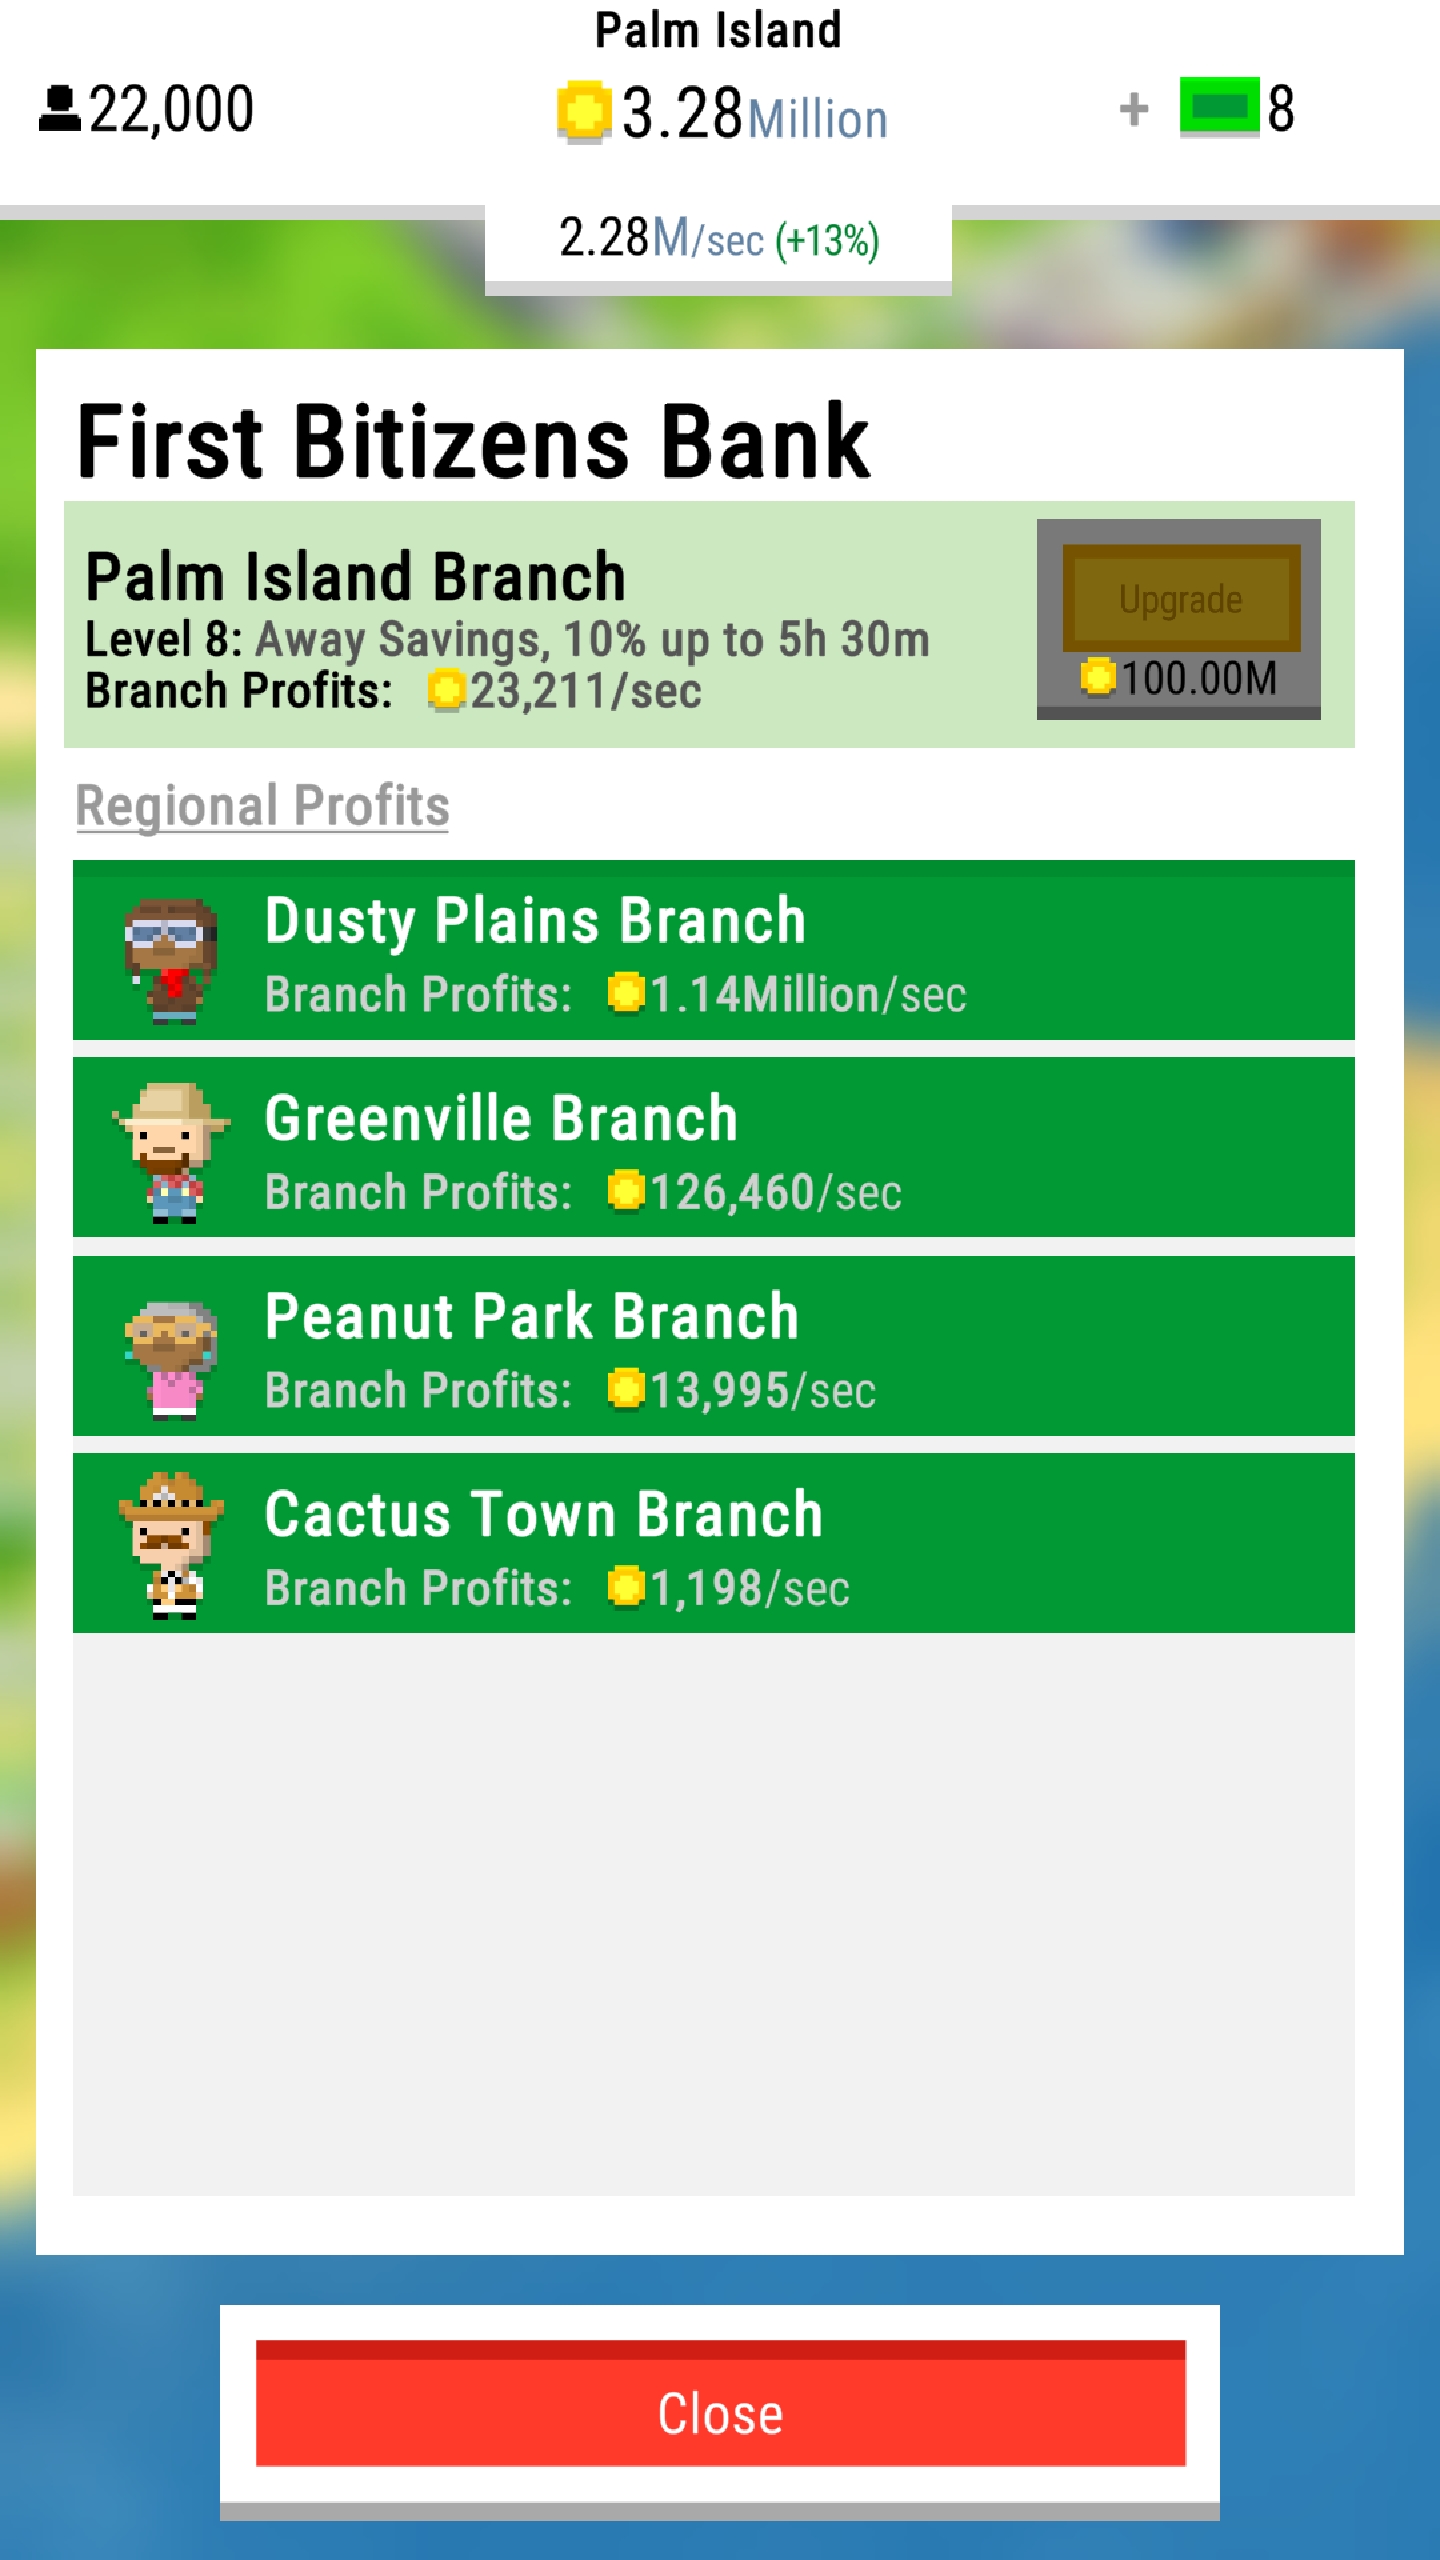 Palm Island
22,000
3.28Million
+ 8
2.28M/sec (+13%)
First Bitizens Bank
Palm Island Branch
Level 8: Away Savings, 10% up to 5h 30m
Branch Profits: 23,211/sec
Upgrade
100.00M
Regional Profits
Dusty Plains Branch
Branch Profits: 1.14Million/sec
Greenville Branch
Branch Profits: 126,460/sec
Peanut Park Branch
Branch Profits: 13,995/sec
Cactus Town Branch
Branch Profits: 1,198/sec
Close